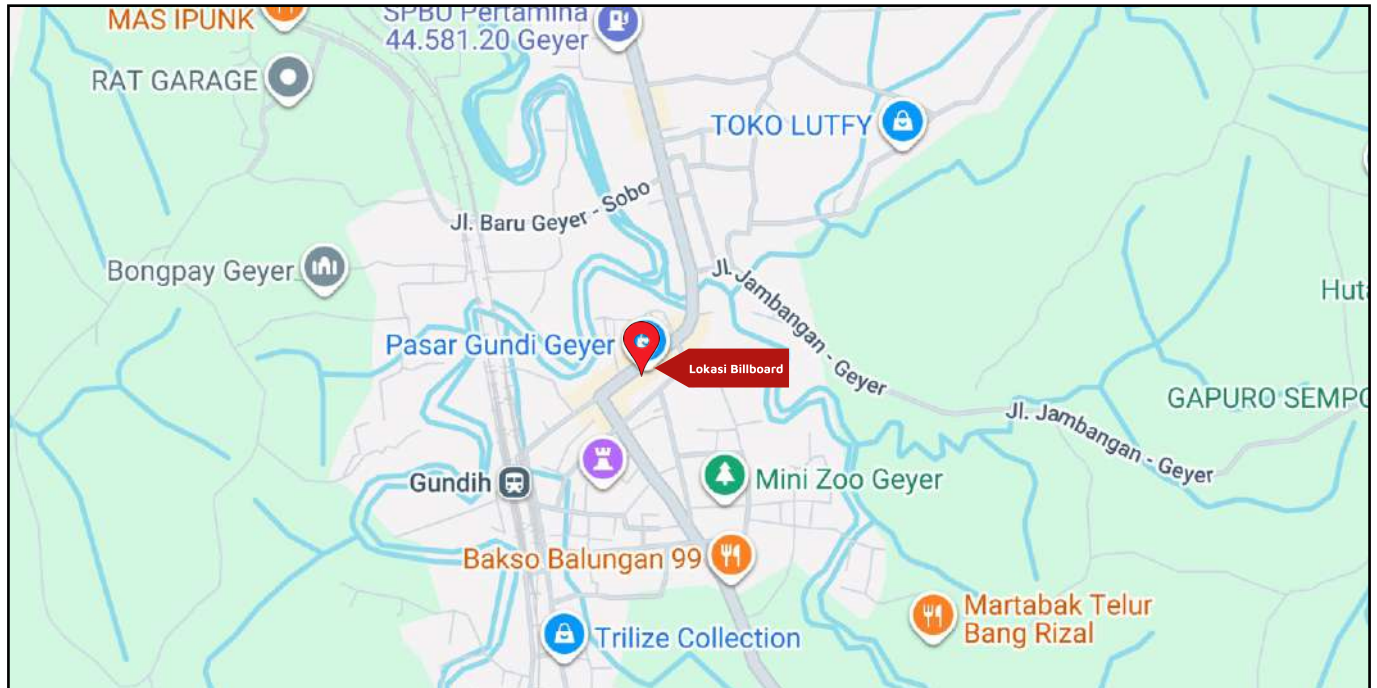 MAS IPUNK
SPBU Pertamina
44.581.20 Geyer
RAT GARAGE
TOKO LUTFY
Jl. Baru Geyer - Sobo
Bongpay Geyer
Jl. Jambangan - Geyer
Pasar Gundi Geyer
Lokasi Billboard
GAPURO SEMPO
Jl. Jambangan - Geyer
Gundih
Mini Zoo Geyer
Bakso Balungan 99
Martabak Telur
Bang Rizal
Trilize Collection